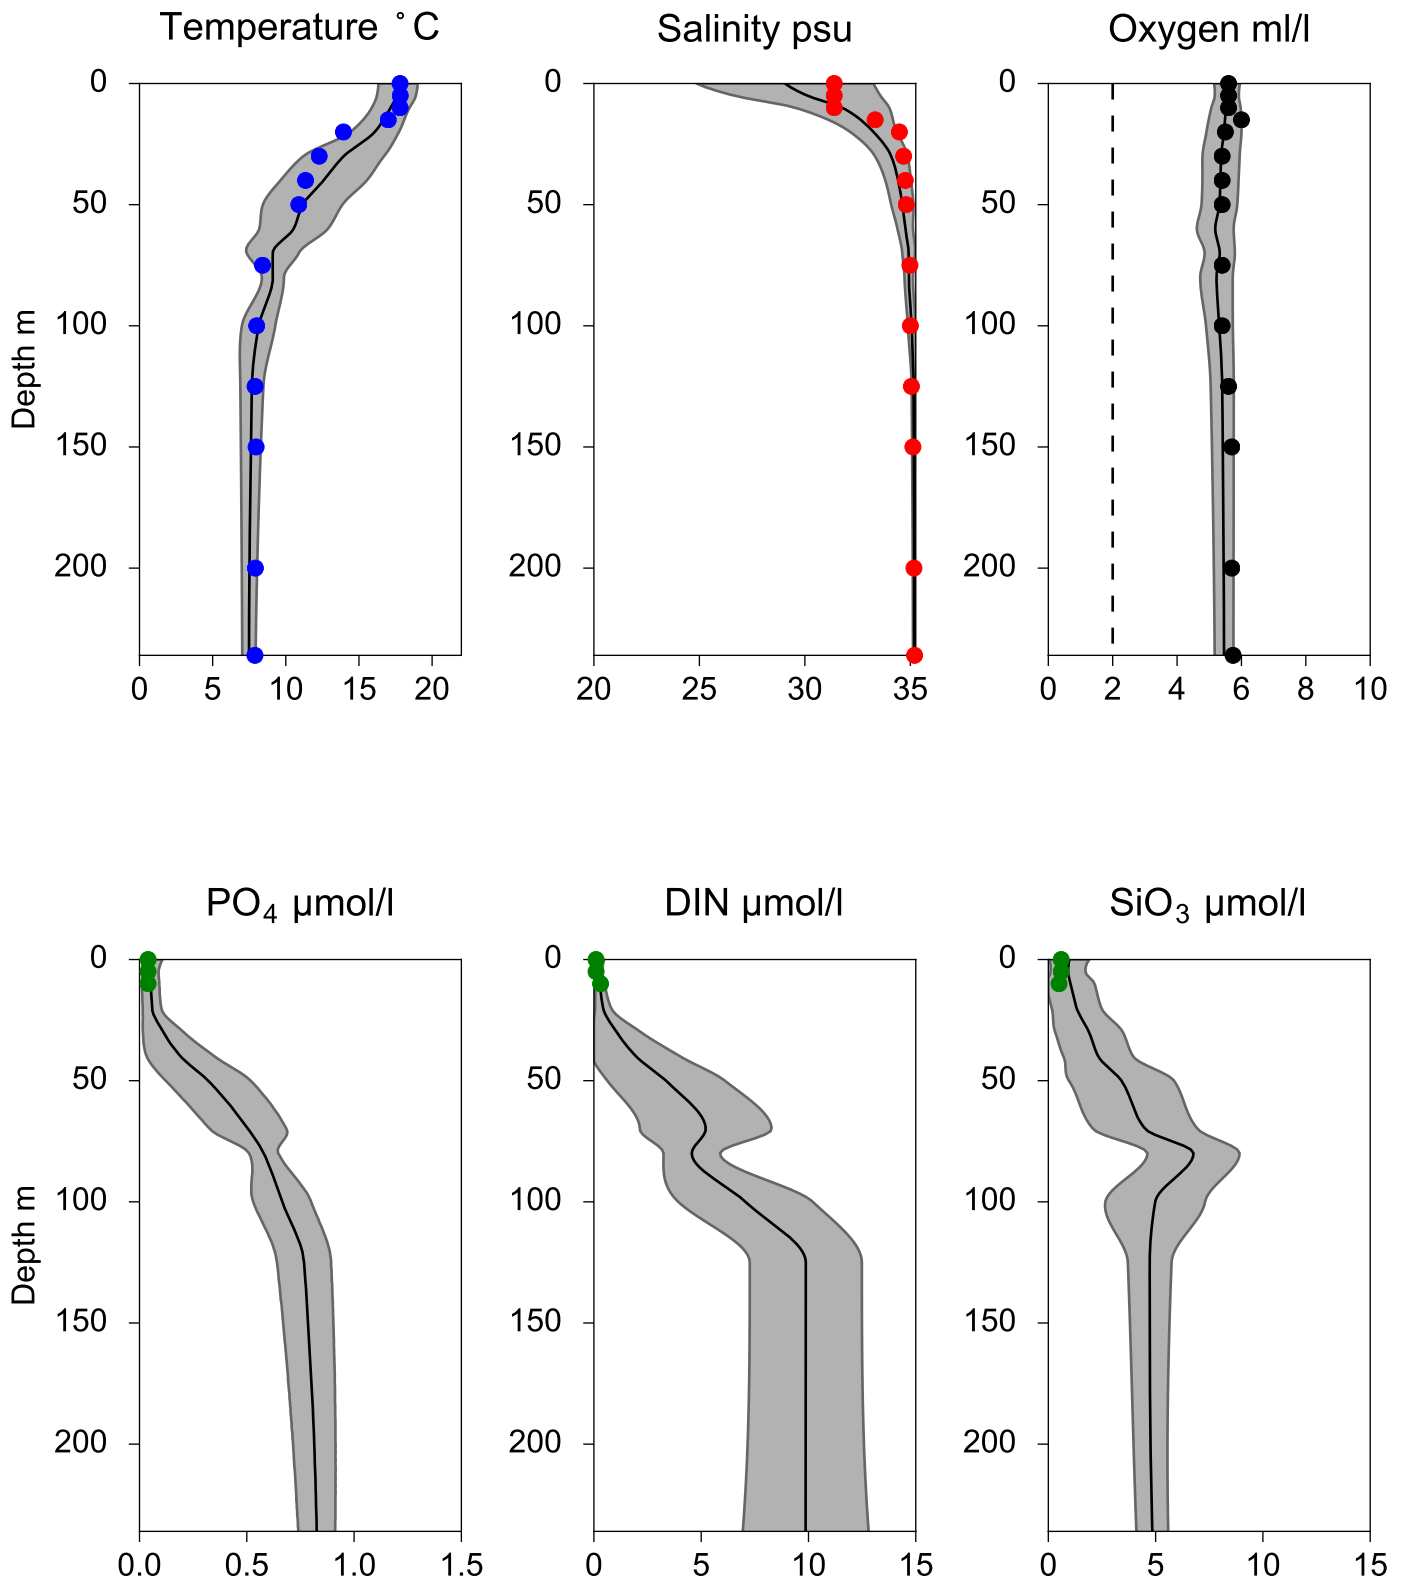 Temperature °C
Salinity psu
Oxygen ml/l
0
50
100
150
200
Depth m
0 5 10 15 20
0
50
100
150
200
20 25 30 35
0
50
100
150
200
0 2 4 6 8 10
PO₄ µmol/l
DIN µmol/l
SiO₃ µmol/l
0
50
100
150
200
Depth m
0.0 0.5 1.0 1.5
0
50
100
150
200
0 5 10 15
0
50
100
150
200
0 5 10 15